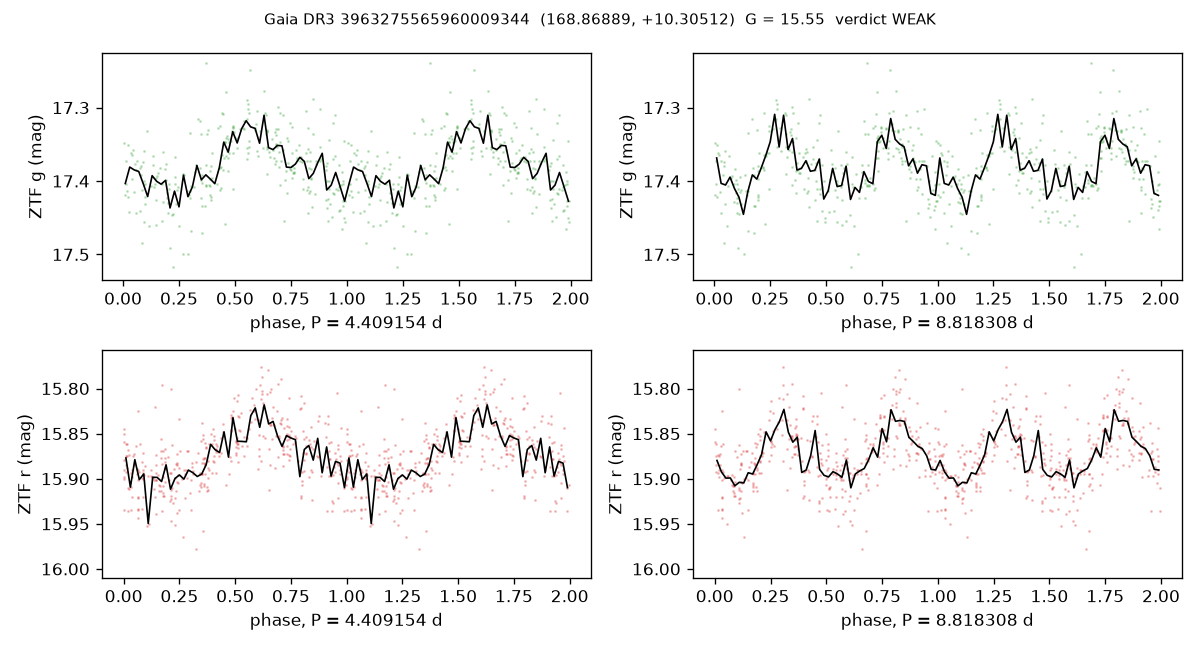 Gaia DR3 3963275565960009344  (168.86889, +10.30512)  G = 15.55  verdict WEAK
ZTF g (mag)
17.3
17.4
17.5
0.00 0.25 0.50 0.75 1.00 1.25 1.50 1.75 2.00
phase, P = 4.409154 d
ZTF g (mag)
17.3
17.4
17.5
0.00 0.25 0.50 0.75 1.00 1.25 1.50 1.75 2.00
phase, P = 8.818308 d
ZTF r (mag)
15.80
15.85
15.90
15.95
16.00
0.00 0.25 0.50 0.75 1.00 1.25 1.50 1.75 2.00
phase, P = 4.409154 d
ZTF r (mag)
15.80
15.85
15.90
15.95
16.00
0.00 0.25 0.50 0.75 1.00 1.25 1.50 1.75 2.00
phase, P = 8.818308 d